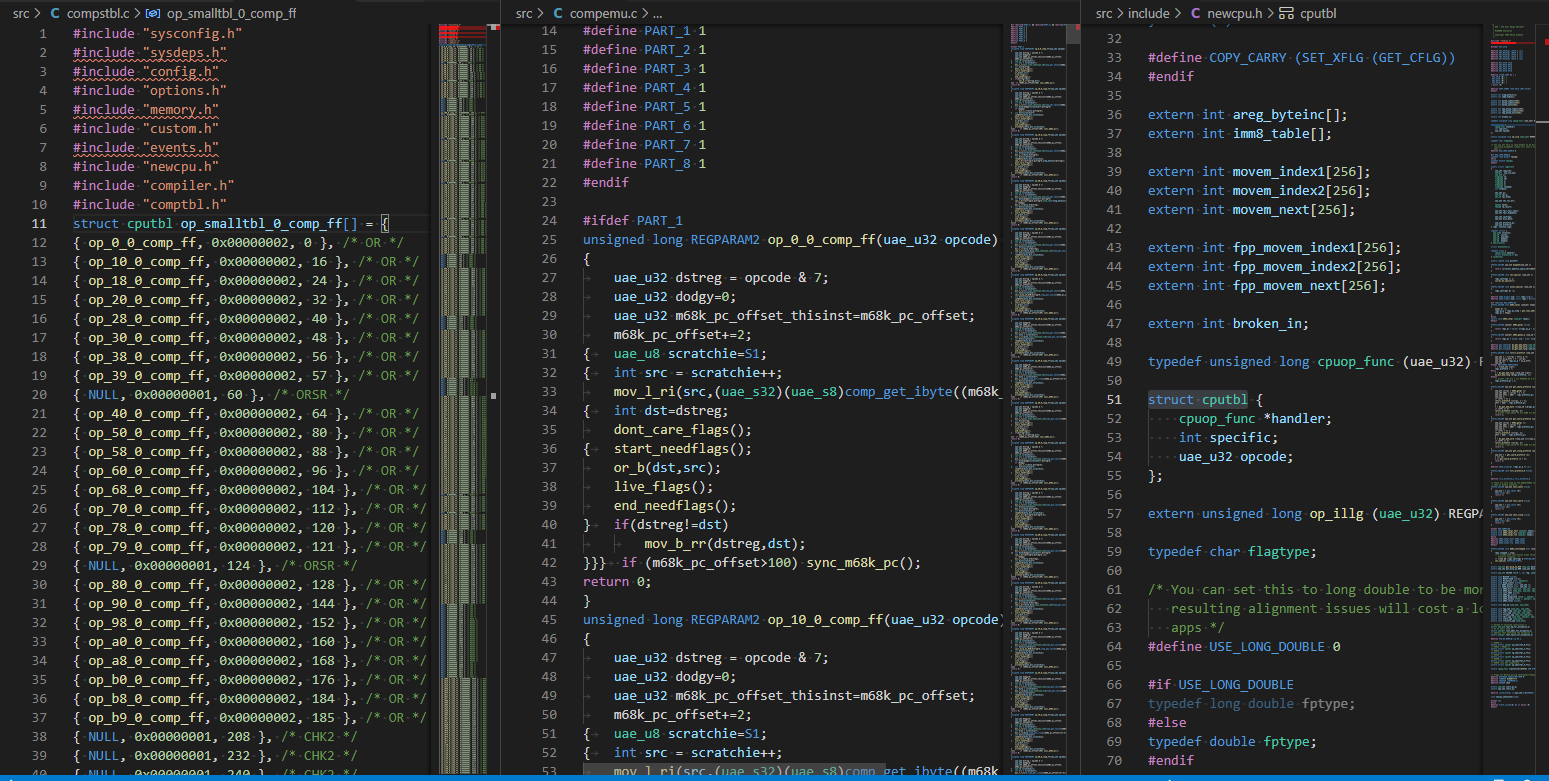 src > C compstbl.c > op_smalltbl_0_comp_ff
1 #include "sysconfig.h"
2 #include "sysdeps.h"
3 #include "config.h"
4 #include "options.h"
5 #include "memory.h"
6 #include "custom.h"
7 #include "events.h"
8 #include "newcpu.h"
9 #include "compiler.h"
10 #include "comptbl.h"
11 struct cputbl op_smalltbl_0_comp_ff[] = {
12 { op_0_0_comp_ff, 0x00000002, 0 }, /* OR */
13 { op_10_0_comp_ff, 0x00000002, 16 }, /* OR */
14 { op_18_0_comp_ff, 0x00000002, 24 }, /* OR */
15 { op_20_0_comp_ff, 0x00000002, 32 }, /* OR */
16 { op_28_0_comp_ff, 0x00000002, 40 }, /* OR */
17 { op_30_0_comp_ff, 0x00000002, 48 }, /* OR */
18 { op_38_0_comp_ff, 0x00000002, 56 }, /* OR */
19 { op_39_0_comp_ff, 0x00000002, 57 }, /* OR */
20 { NULL, 0x00000001, 60 }, /* ORSR */
21 { op_40_0_comp_ff, 0x00000002, 64 }, /* OR */
22 { op_50_0_comp_ff, 0x00000002, 80 }, /* OR */
23 { op_58_0_comp_ff, 0x00000002, 88 }, /* OR */
24 { op_60_0_comp_ff, 0x00000002, 96 }, /* OR */
25 { op_68_0_comp_ff, 0x00000002, 104 }, /* OR */
26 { op_70_0_comp_ff, 0x00000002, 112 }, /* OR */
27 { op_78_0_comp_ff, 0x00000002, 120 }, /* OR */
28 { op_79_0_comp_ff, 0x00000002, 121 }, /* OR */
29 { NULL, 0x00000001, 124 }, /* ORSR */
30 { op_80_0_comp_ff, 0x00000002, 128 }, /* OR */
31 { op_90_0_comp_ff, 0x00000002, 144 }, /* OR */
32 { op_98_0_comp_ff, 0x00000002, 152 }, /* OR */
33 { op_a0_0_comp_ff, 0x00000002, 160 }, /* OR */
34 { op_a8_0_comp_ff, 0x00000002, 168 }, /* OR */
35 { op_b0_0_comp_ff, 0x00000002, 176 }, /* OR */
36 { op_b8_0_comp_ff, 0x00000002, 184 }, /* OR */
37 { op_b9_0_comp_ff, 0x00000002, 185 }, /* OR */
38 { NULL, 0x00000001, 208 }, /* CHK2 */
39 { NULL, 0x00000001, 232 }, /* CHK2 */
40 { NULL, 0x00000001, 240 }, /* CHK2 */
src > C compemu.c > ...
14 #define PART_1 1
15 #define PART_2 1
16 #define PART_3 1
17 #define PART_4 1
18 #define PART_5 1
19 #define PART_6 1
20 #define PART_7 1
21 #define PART_8 1
22 #endif
23
24 #ifdef PART_1
25 unsigned long REGPARAM2 op_0_0_comp_ff(uae_u32 opcode)
26 {
27 uae_u32 dstreg = opcode & 7;
28 uae_u32 dodgy=0;
29 uae_u32 m68k_pc_offset_thisinst=m68k_pc_offset;
30 m68k_pc_offset+=2;
31 { uae_u8 scratchie=S1;
32 { int src = scratchie++;
33 mov_l_ri(src,(uae_s32)(uae_s8)comp_get_ibyte((m68k_
34 { int dst=dstreg;
35 dont_care_flags();
36 { start_needflags();
37 or_b(dst,src);
38 live_flags();
39 end_needflags();
40 } if(dstreg!=dst)
41 mov_b_rr(dstreg,dst);
42 }}} if (m68k_pc_offset>100) sync_m68k_pc();
43 return 0;
44 }
45 unsigned long REGPARAM2 op_10_0_comp_ff(uae_u32 opcode)
46 {
47 uae_u32 dstreg = opcode & 7;
48 uae_u32 dodgy=0;
49 uae_u32 m68k_pc_offset_thisinst=m68k_pc_offset;
50 m68k_pc_offset+=2;
51 { uae_u8 scratchie=S1;
52 { int src = scratchie++;
53 mov_l_ri(src,(uae_s32)(uae_s8)comp_get_ibyte((m68k
src > include > C newcpu.h > cputbl
32
33 #define COPY_CARRY (SET_XFLG (GET_CFLG))
34 #endif
35
36 extern int areg_byteinc[];
37 extern int imm8_table[];
38
39 extern int movem_index1[256];
40 extern int movem_index2[256];
41 extern int movem_next[256];
42
43 extern int fpp_movem_index1[256];
44 extern int fpp_movem_index2[256];
45 extern int fpp_movem_next[256];
46
47 extern int broken_in;
48
49 typedef unsigned long cpuop_func (uae_u32)
50
51 struct cputbl {
52 cpuop_func *handler;
53 int specific;
54 uae_u32 opcode;
55 };
56
57 extern unsigned long op_illg (uae_u32) REGPA
58
59 typedef char flagtype;
60
61 /* You can set this to long double to be mo
62 resulting alignment issues will cost a l
63 apps */
64 #define USE_LONG_DOUBLE 0
65
66 #if USE_LONG_DOUBLE
67 typedef long double fptype;
68 #else
69 typedef double fptype;
70 #endif